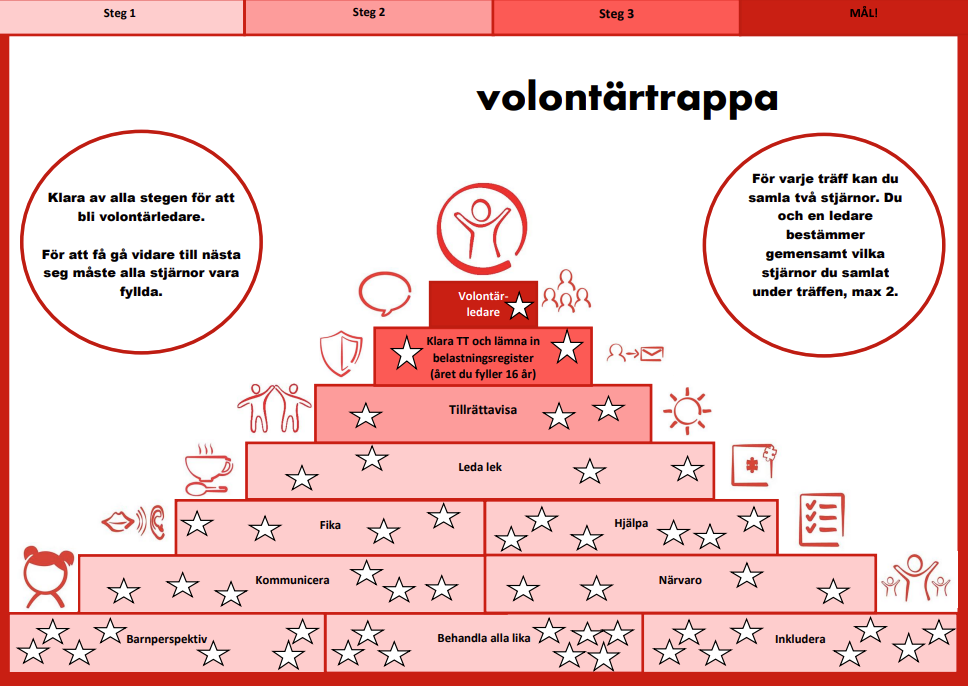 Steg 1
Steg 2
Steg 3
MÅL!
volontärtrappa
Klara av alla stegen för att
bli volontärledare.
För att få gå vidare till nästa
seg måste alla stjärnor vara
fyllda.
För varje träff kan du
samla två stjärnor. Du
och en ledare
bestämmer
gemensamt vilka
stjärnor du samlat
under träffen, max 2.
Volontär-
ledare
Klara TT och lämna in
belastningsregister
(året du fyller 16 år)
Tillrättavisa
Leda lek
Fika
Hjälpa
Kommunicera
Närvaro
Barnperspektiv
Behandla alla lika
Inkludera